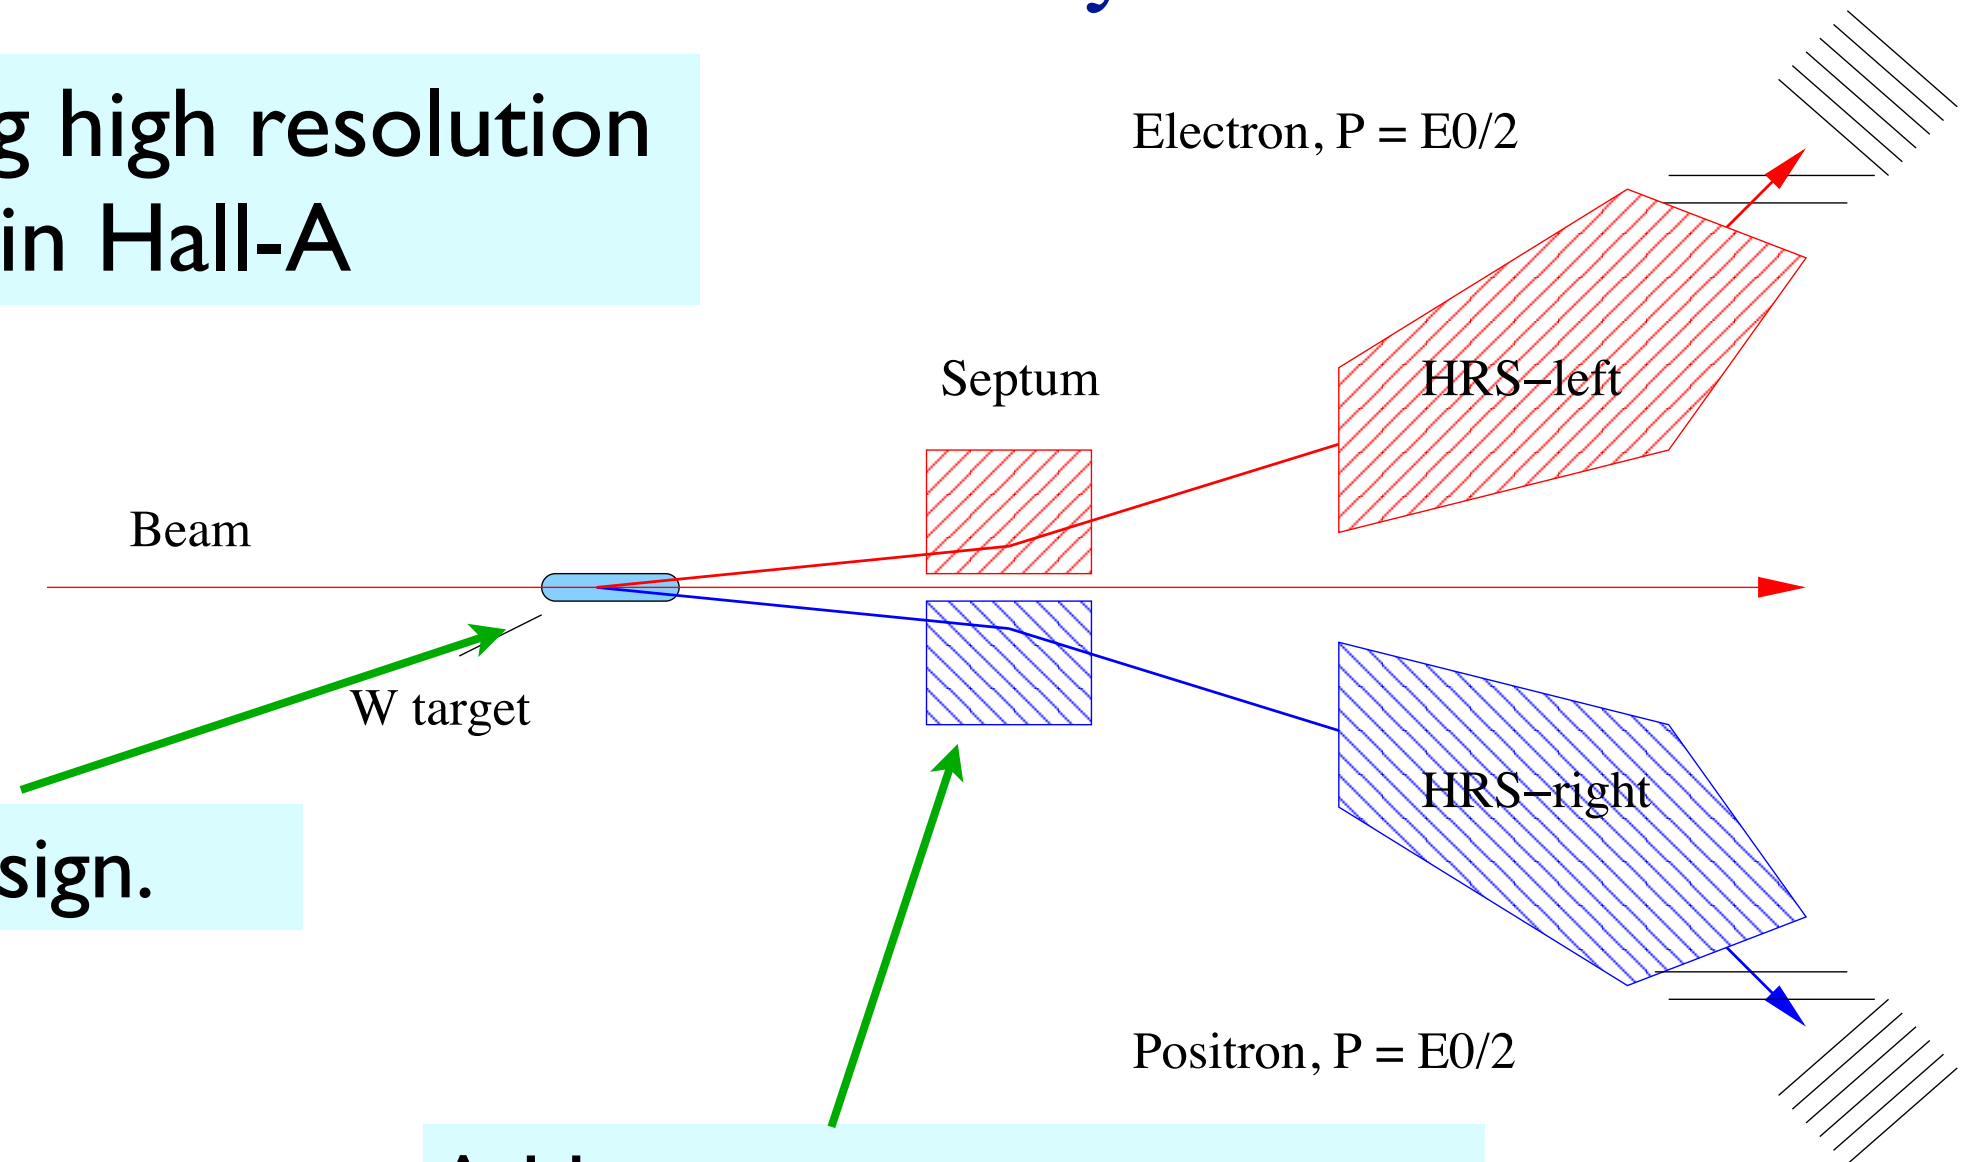 high resolution
in Hall-A
Electron, P = E0/2
Septum
HRS–left
Beam
W target
HRS–right
sign.
Positron, P = E0/2